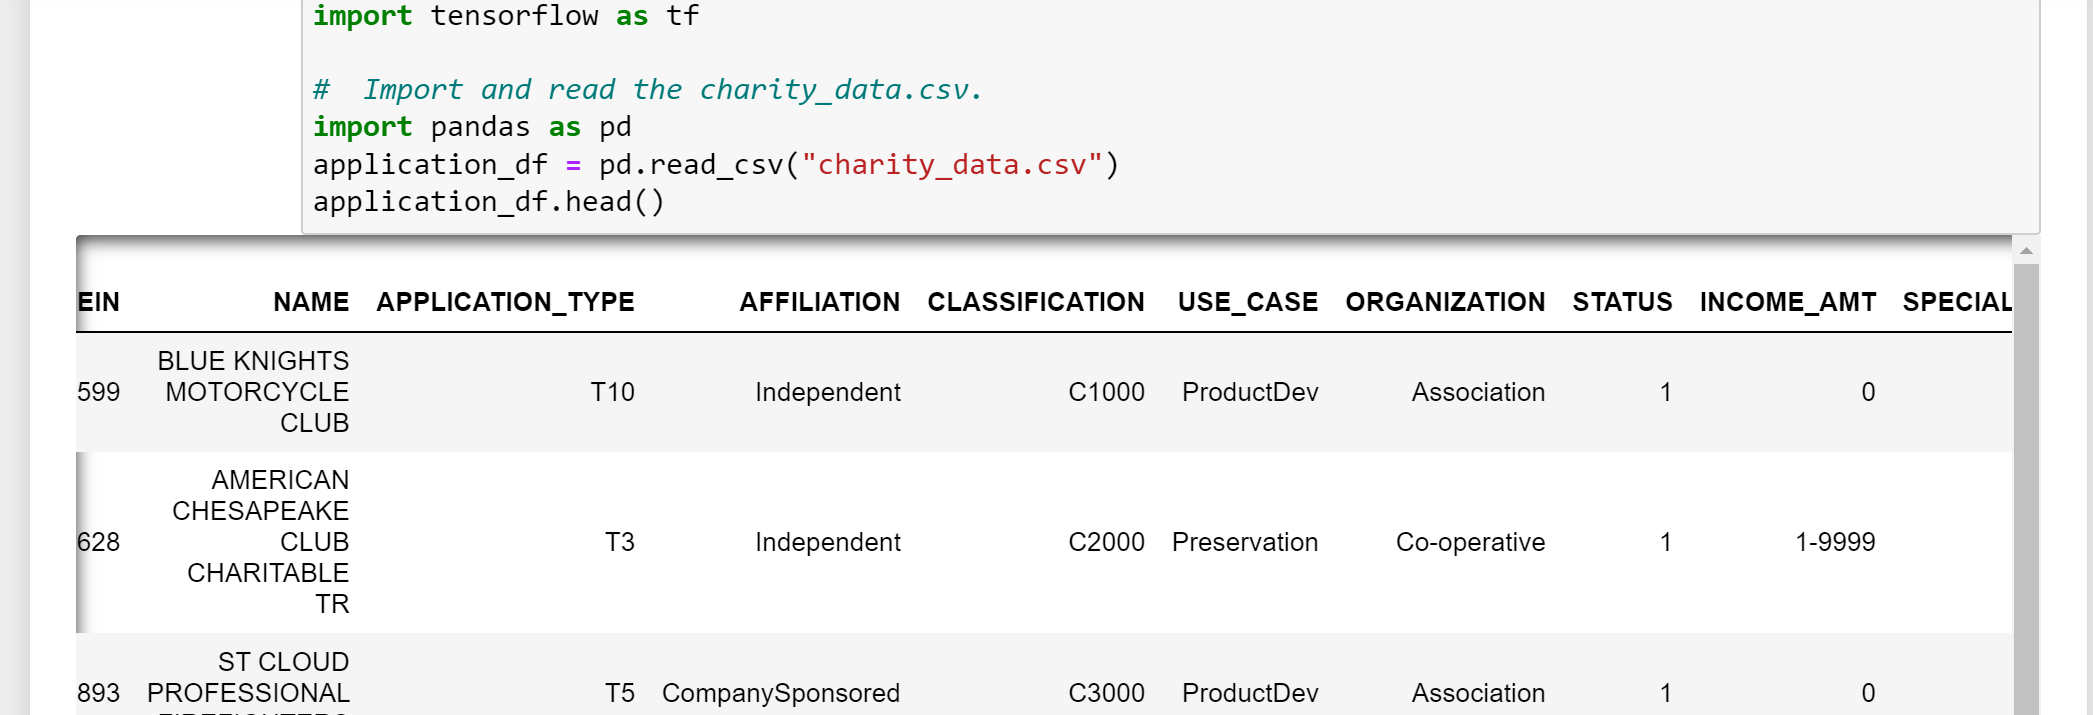 import tensorflow as tf
#  Import and read the charity_data.csv.
import pandas as pd
application_df = pd.read_csv("charity_data.csv")
application_df.head()
EIN NAME APPLICATION_TYPE AFFILIATION CLASSIFICATION USE_CASE ORGANIZATION STATUS INCOME_AMT SPECIAL
BLUE KNIGHTS
599 MOTORCYCLE T10 Independent C1000 ProductDev Association 1 0
CLUB
AMERICAN
CHESAPEAKE
628 CLUB T3 Independent C2000 Preservation Co-operative 1 1-9999
CHARITABLE
TR
ST CLOUD
893 PROFESSIONAL T5 CompanySponsored C3000 ProductDev Association 1 0